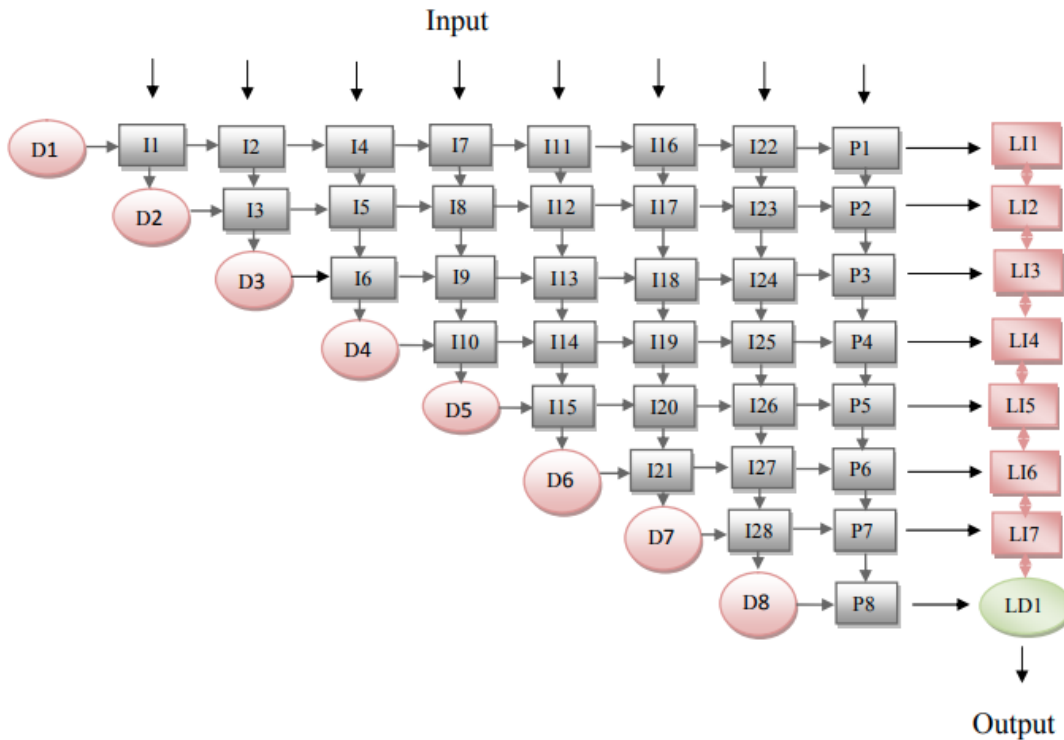 Input
D1 I1 I2 I4 I7 I11 I16 I22 P1 LI1
D2 I3 I5 I8 I12 I17 I23 P2 LI2
D3 I6 I9 I13 I18 I24 P3 LI3
D4 I10 I14 I19 I25 P4 LI4
D5 I15 I20 I26 P5 LI5
D6 I21 I27 P6 LI6
D7 I28 P7 LI7
D8 P8 LD1
Output